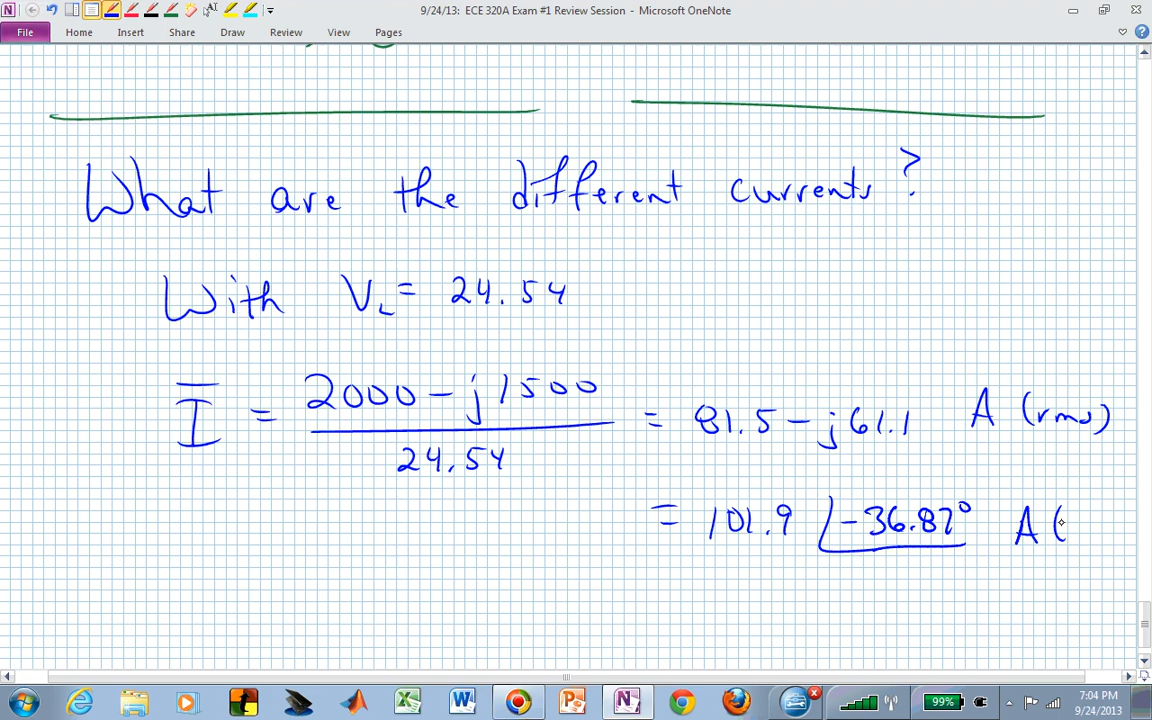 9/24/13: ECE 320A Exam #1 Review Session - Microsoft OneNote
File Home Insert Share Draw Review View Pages
What are the different currents?
With V_L = 24.54
Ī = (2000 - j1500) / 24.54 = 81.5 - j61.1 A (rms)
= 101.9 ∠-36.87° A (
99%
7:04 PM
9/24/2013